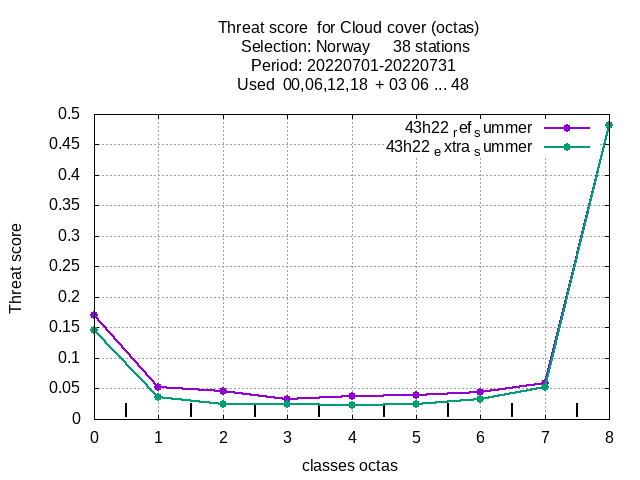 Threat score  for Cloud cover (octas)
Selection: Norway     38 stations
Period: 20220701-20220731
Used  00,06,12,18  + 03 06 ... 48
43h22 ref summer
43h22 extra summer
0.5
0.45
0.4
0.35
0.3
0.25
0.2
0.15
0.1
0.05
0
Threat score
0 1 2 3 4 5 6 7 8
classes octas